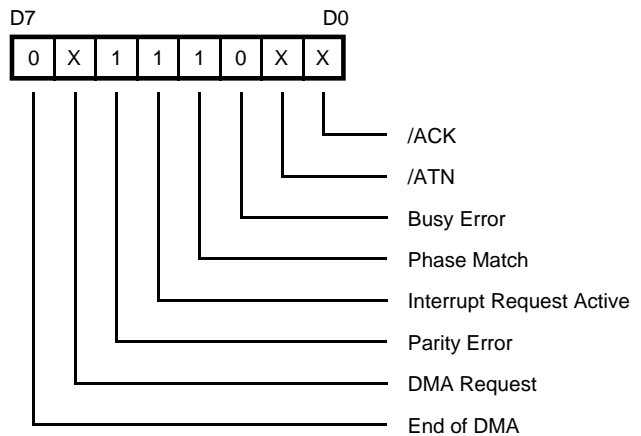 D7 D0
0 X 1 1 1 0 X X
/ACK
/ATN
Busy Error
Phase Match
Interrupt Request Active
Parity Error
DMA Request
End of DMA